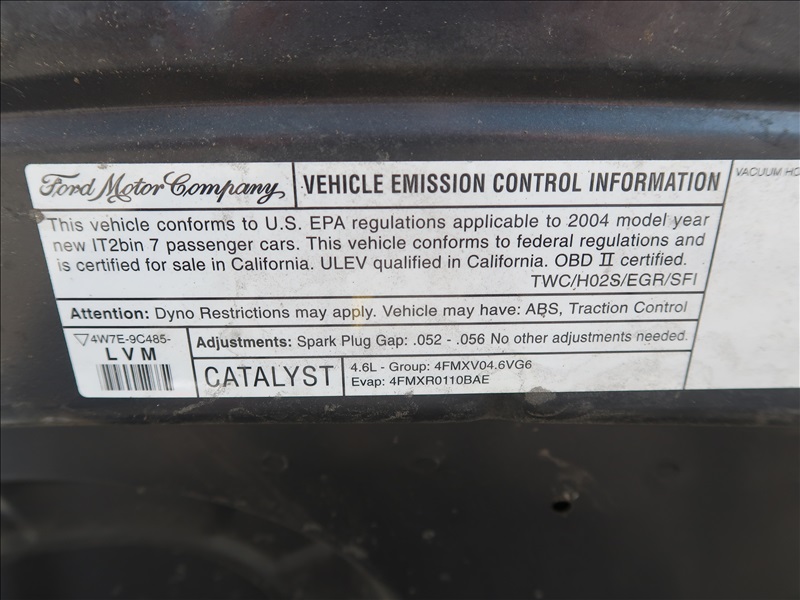 Ford Motor Company
VEHICLE EMISSION CONTROL INFORMATION
VACUUM
This vehicle conforms to U.S. EPA regulations applicable to 2004 model year
new IT2bin 7 passenger cars. This vehicle conforms to federal regulations and
is certified for sale in California. ULEV qualified in California. OBD II certified.
TWC/H02S/EGR/SFI
Attention: Dyno Restrictions may apply. Vehicle may have: ABS, Traction Control
4W7E-9C485-
LVM
Adjustments: Spark Plug Gap: .052 - .056 No other adjustments needed.
CATALYST
4.6L - Group: 4FMXV04.6VG6
Evap: 4FMXR0110BAE